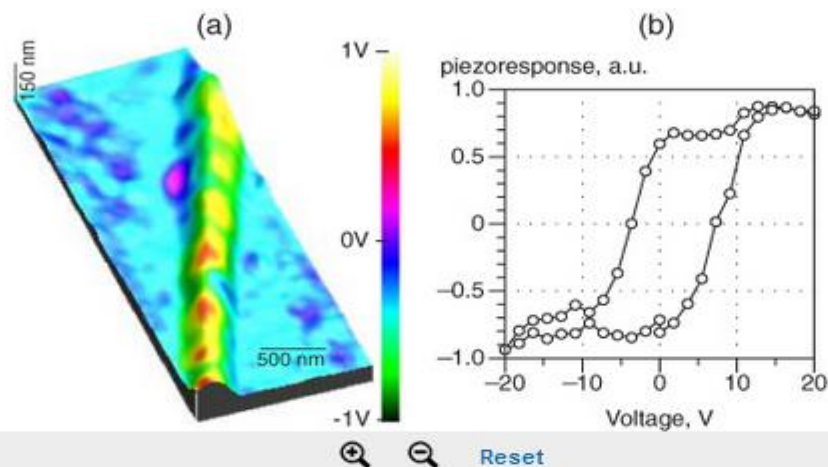 (a)
150 nm
1V
0V
-1V
500 nm
(b)
piezoresponse, a.u.
1.0
0.5
0
−0.5
−1.0
−20
−10
0
10
20
Voltage, V
Reset